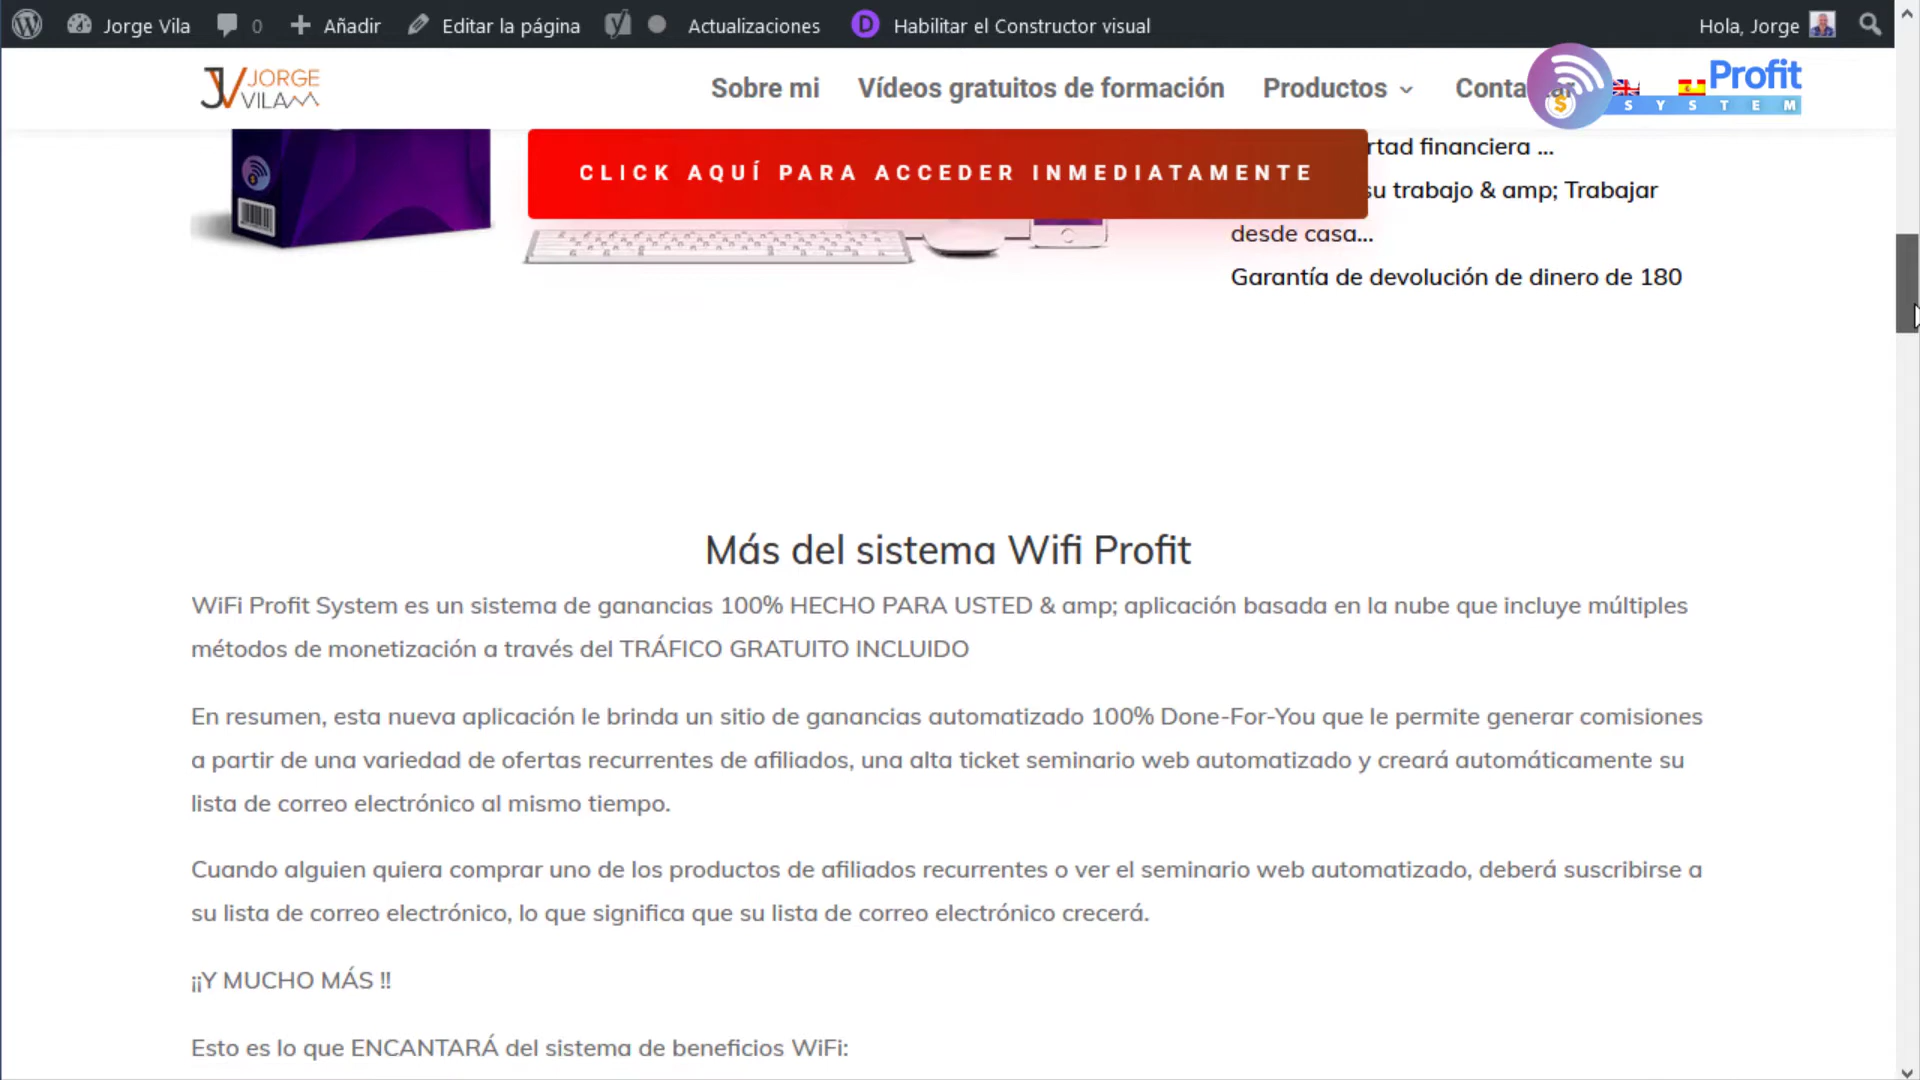 Jorge Vila 0 Añadir Editar la página Actualizaciones Habilitar el Constructor visual Hola, Jorge
JORGE
VILA
Sobre mi Vídeos gratuitos de formación Productos
Profit
SYSTEM
CLICK AQUÍ PARA ACCEDER INMEDIATAMENTE
financiera ...
su trabajo & amp; Trabajar
desde casa...
Garantía de devolución de dinero de 180
Más del sistema Wifi Profit
WiFi Profit System es un sistema de ganancias 100% HECHO PARA USTED & amp; aplicación basada en la nube que incluye múltiples
métodos de monetización a través del TRÁFICO GRATUITO INCLUIDO
En resumen, esta nueva aplicación le brinda un sitio de ganancias automatizado 100% Done-For-You que le permite generar comisiones
a partir de una variedad de ofertas recurrentes de afiliados, una alta ticket seminario web automatizado y creará automáticamente su
lista de correo electrónico al mismo tiempo.
Cuando alguien quiera comprar uno de los productos de afiliados recurrentes o ver el seminario web automatizado, deberá suscribirse a
su lista de correo electrónico, lo que significa que su lista de correo electrónico crecerá.
¡¡Y MUCHO MÁS !!
Esto es lo que ENCANTARÁ del sistema de beneficios WiFi: